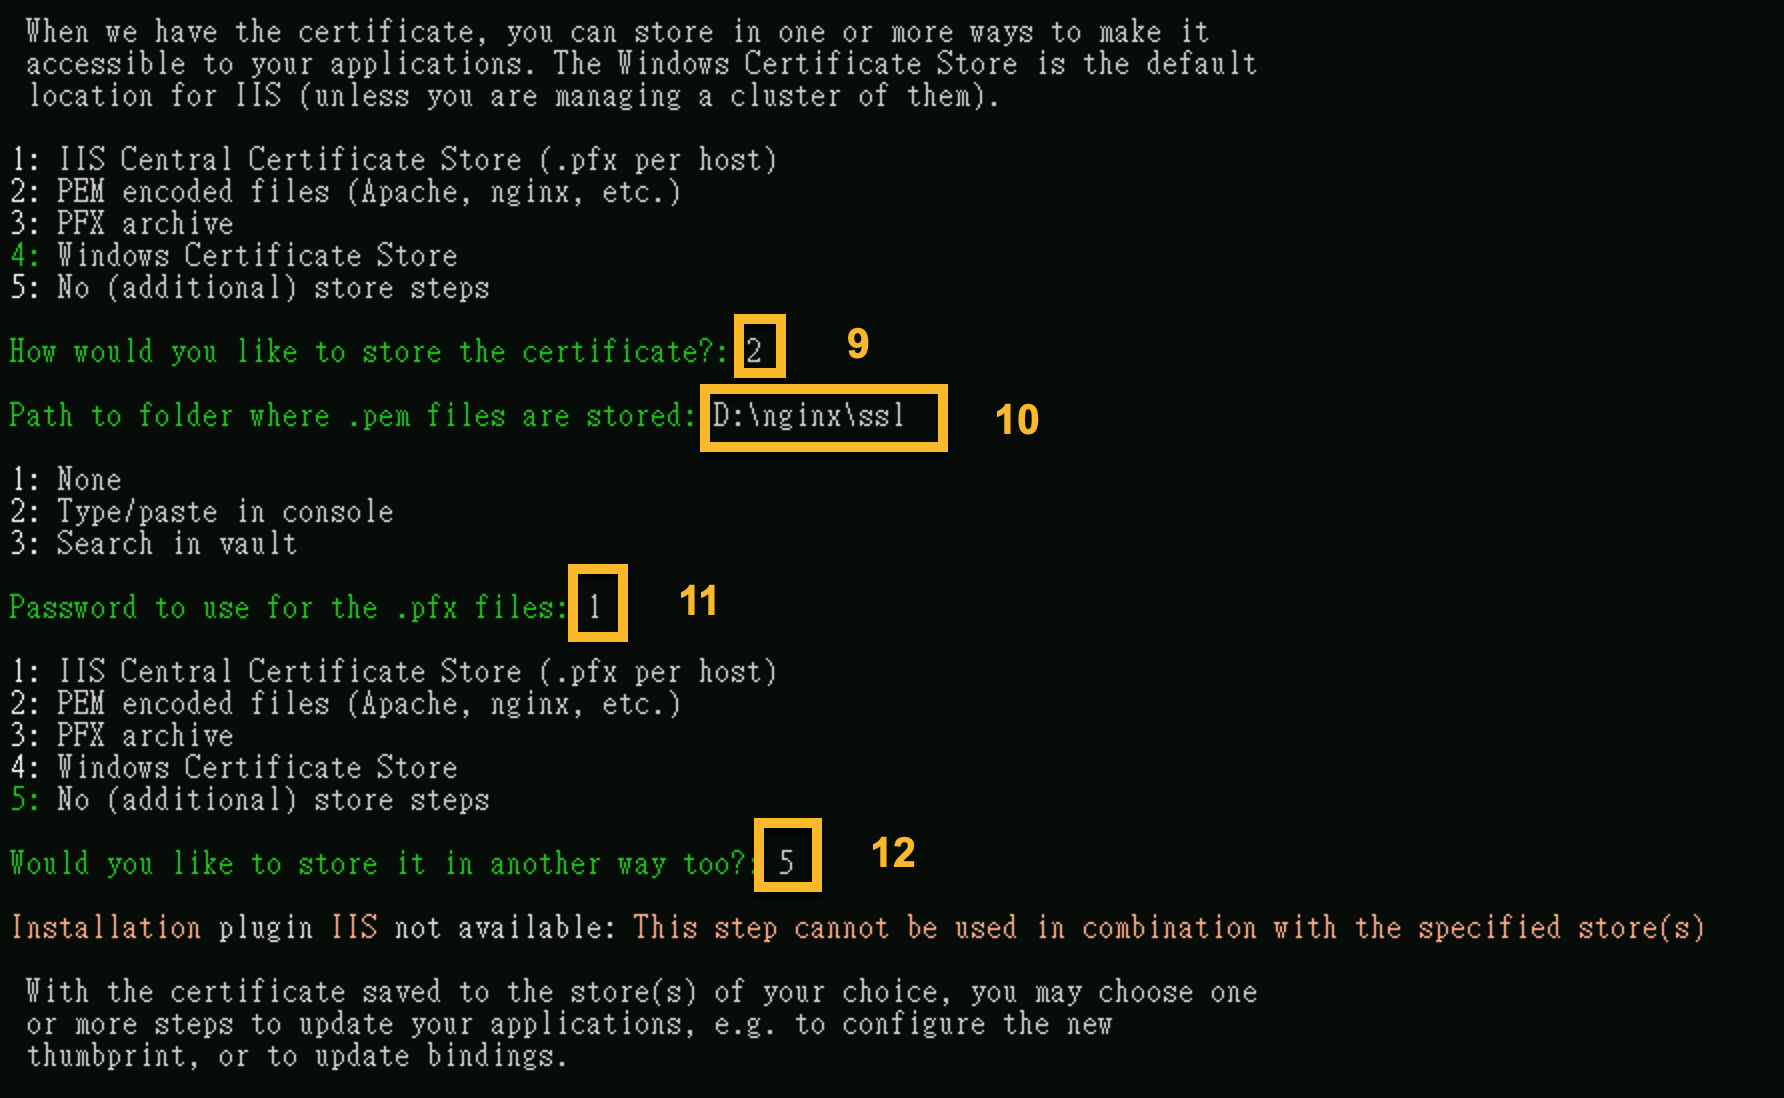 When we have the certificate, you can store in one or more ways to make it
accessible to your applications. The Windows Certificate Store is the default
location for IIS (unless you are managing a cluster of them).
1: IIS Central Certificate Store (.pfx per host)
2: PEM encoded files (Apache, nginx, etc.)
3: PFX archive
4: Windows Certificate Store
5: No (additional) store steps
How would you like to store the certificate?: 2 9
Path to folder where .pem files are stored: D:\nginx\ssl 10
1: None
2: Type/paste in console
3: Search in vault
Password to use for the .pfx files: 1 11
1: IIS Central Certificate Store (.pfx per host)
2: PEM encoded files (Apache, nginx, etc.)
3: PFX archive
4: Windows Certificate Store
5: No (additional) store steps
Would you like to store it in another way too?: 5 12
Installation plugin IIS not available: This step cannot be used in combination with the specified store(s)
With the certificate saved to the store(s) of your choice, you may choose one
or more steps to update your applications, e.g. to configure the new
thumbprint, or to update bindings.